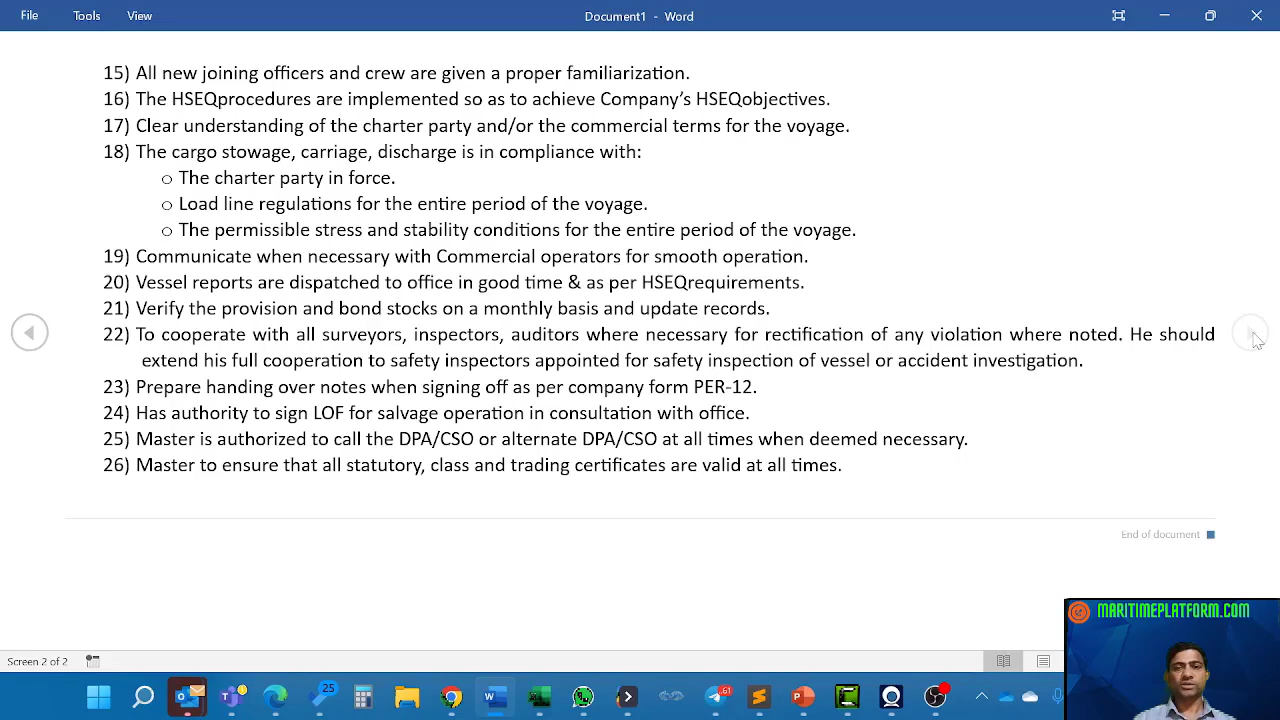 File Tools View Document1 - Word
15) All new joining officers and crew are given a proper familiarization.
16) The HSEQprocedures are implemented so as to achieve Company's HSEQobjectives.
17) Clear understanding of the charter party and/or the commercial terms for the voyage.
18) The cargo stowage, carriage, discharge is in compliance with:
o The charter party in force.
o Load line regulations for the entire period of the voyage.
o The permissible stress and stability conditions for the entire period of the voyage.
19) Communicate when necessary with Commercial operators for smooth operation.
20) Vessel reports are dispatched to office in good time & as per HSEQrequirements.
21) Verify the provision and bond stocks on a monthly basis and update records.
22) To cooperate with all surveyors, inspectors, auditors where necessary for rectification of any violation where noted. He should
extend his full cooperation to safety inspectors appointed for safety inspection of vessel or accident investigation.
23) Prepare handing over notes when signing off as per company form PER-12.
24) Has authority to sign LOF for salvage operation in consultation with office.
25) Master is authorized to call the DPA/CSO or alternate DPA/CSO at all times when deemed necessary.
26) Master to ensure that all statutory, class and trading certificates are valid at all times.
End of document
MARITIMEPLATFORM.COM
Screen 2 of 2
25
61